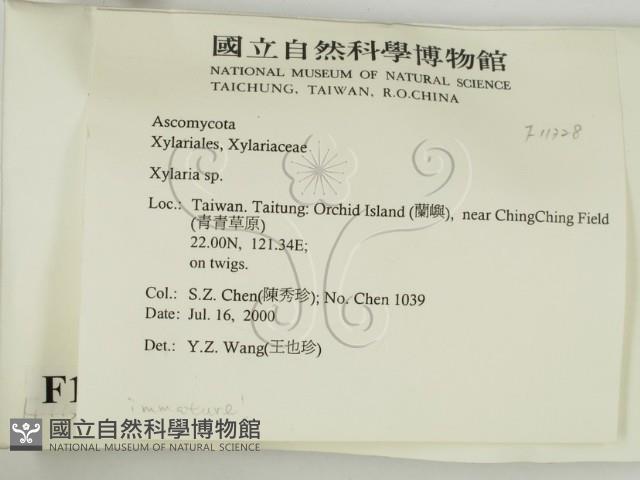 國立自然科學博物館
NATIONAL MUSEUM OF NATURAL SCIENCE
TAICHUNG, TAIWAN, R.O.CHINA
F11328
Ascomycota
Xylariales, Xylariaceae
Xylaria sp.
Loc.: Taiwan. Taitung: Orchid Island (蘭嶼), near ChingChing Field
(青青草原)
22.00N, 121.34E;
on twigs.
Col.: S.Z. Chen(陳秀珍); No. Chen 1039
Date: Jul. 16, 2000
Det.: Y.Z. Wang(王也珍)
F1
immature!
國立自然科學博物館
NATIONAL MUSEUM OF NATURAL SCIENCE